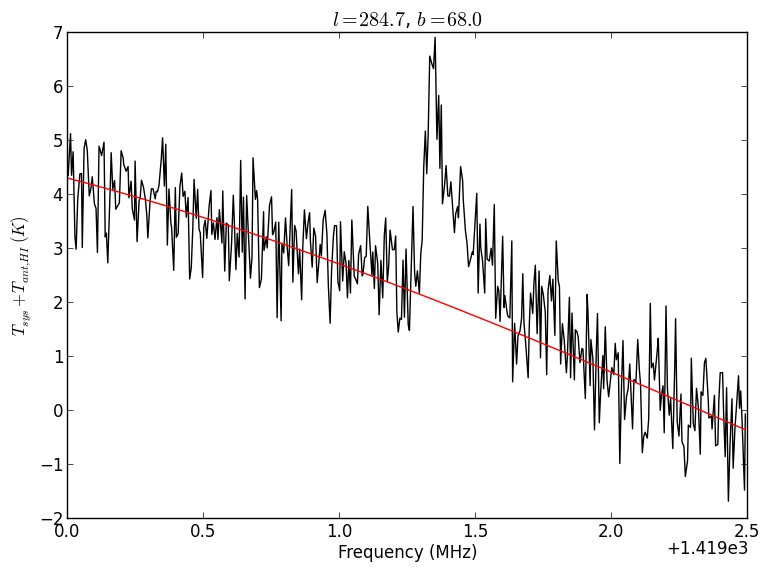 l=284.7, b=68.0
7
6
5
4
3
2
1
0
−1
−2
T_sys + T_ant,HI (K)
0.0 0.5 1.0 1.5 2.0 2.5
Frequency (MHz)
+1.419e3